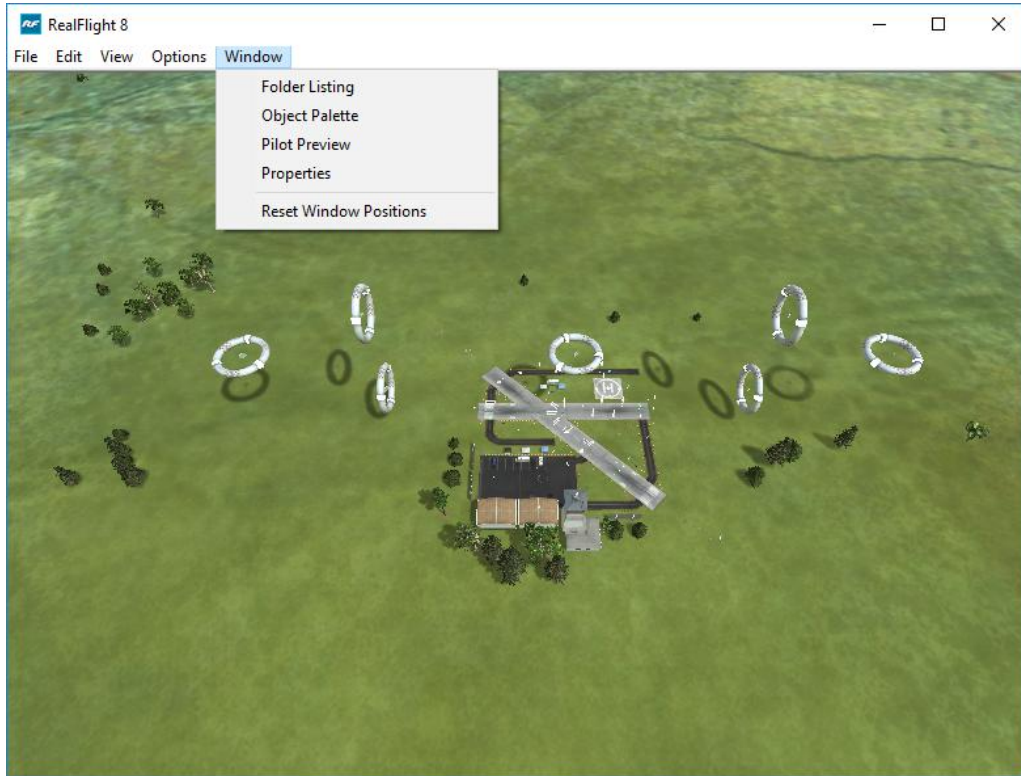 RF RealFlight 8
File Edit View Options Window
Folder Listing
Object Palette
Pilot Preview
Properties
Reset Window Positions
H